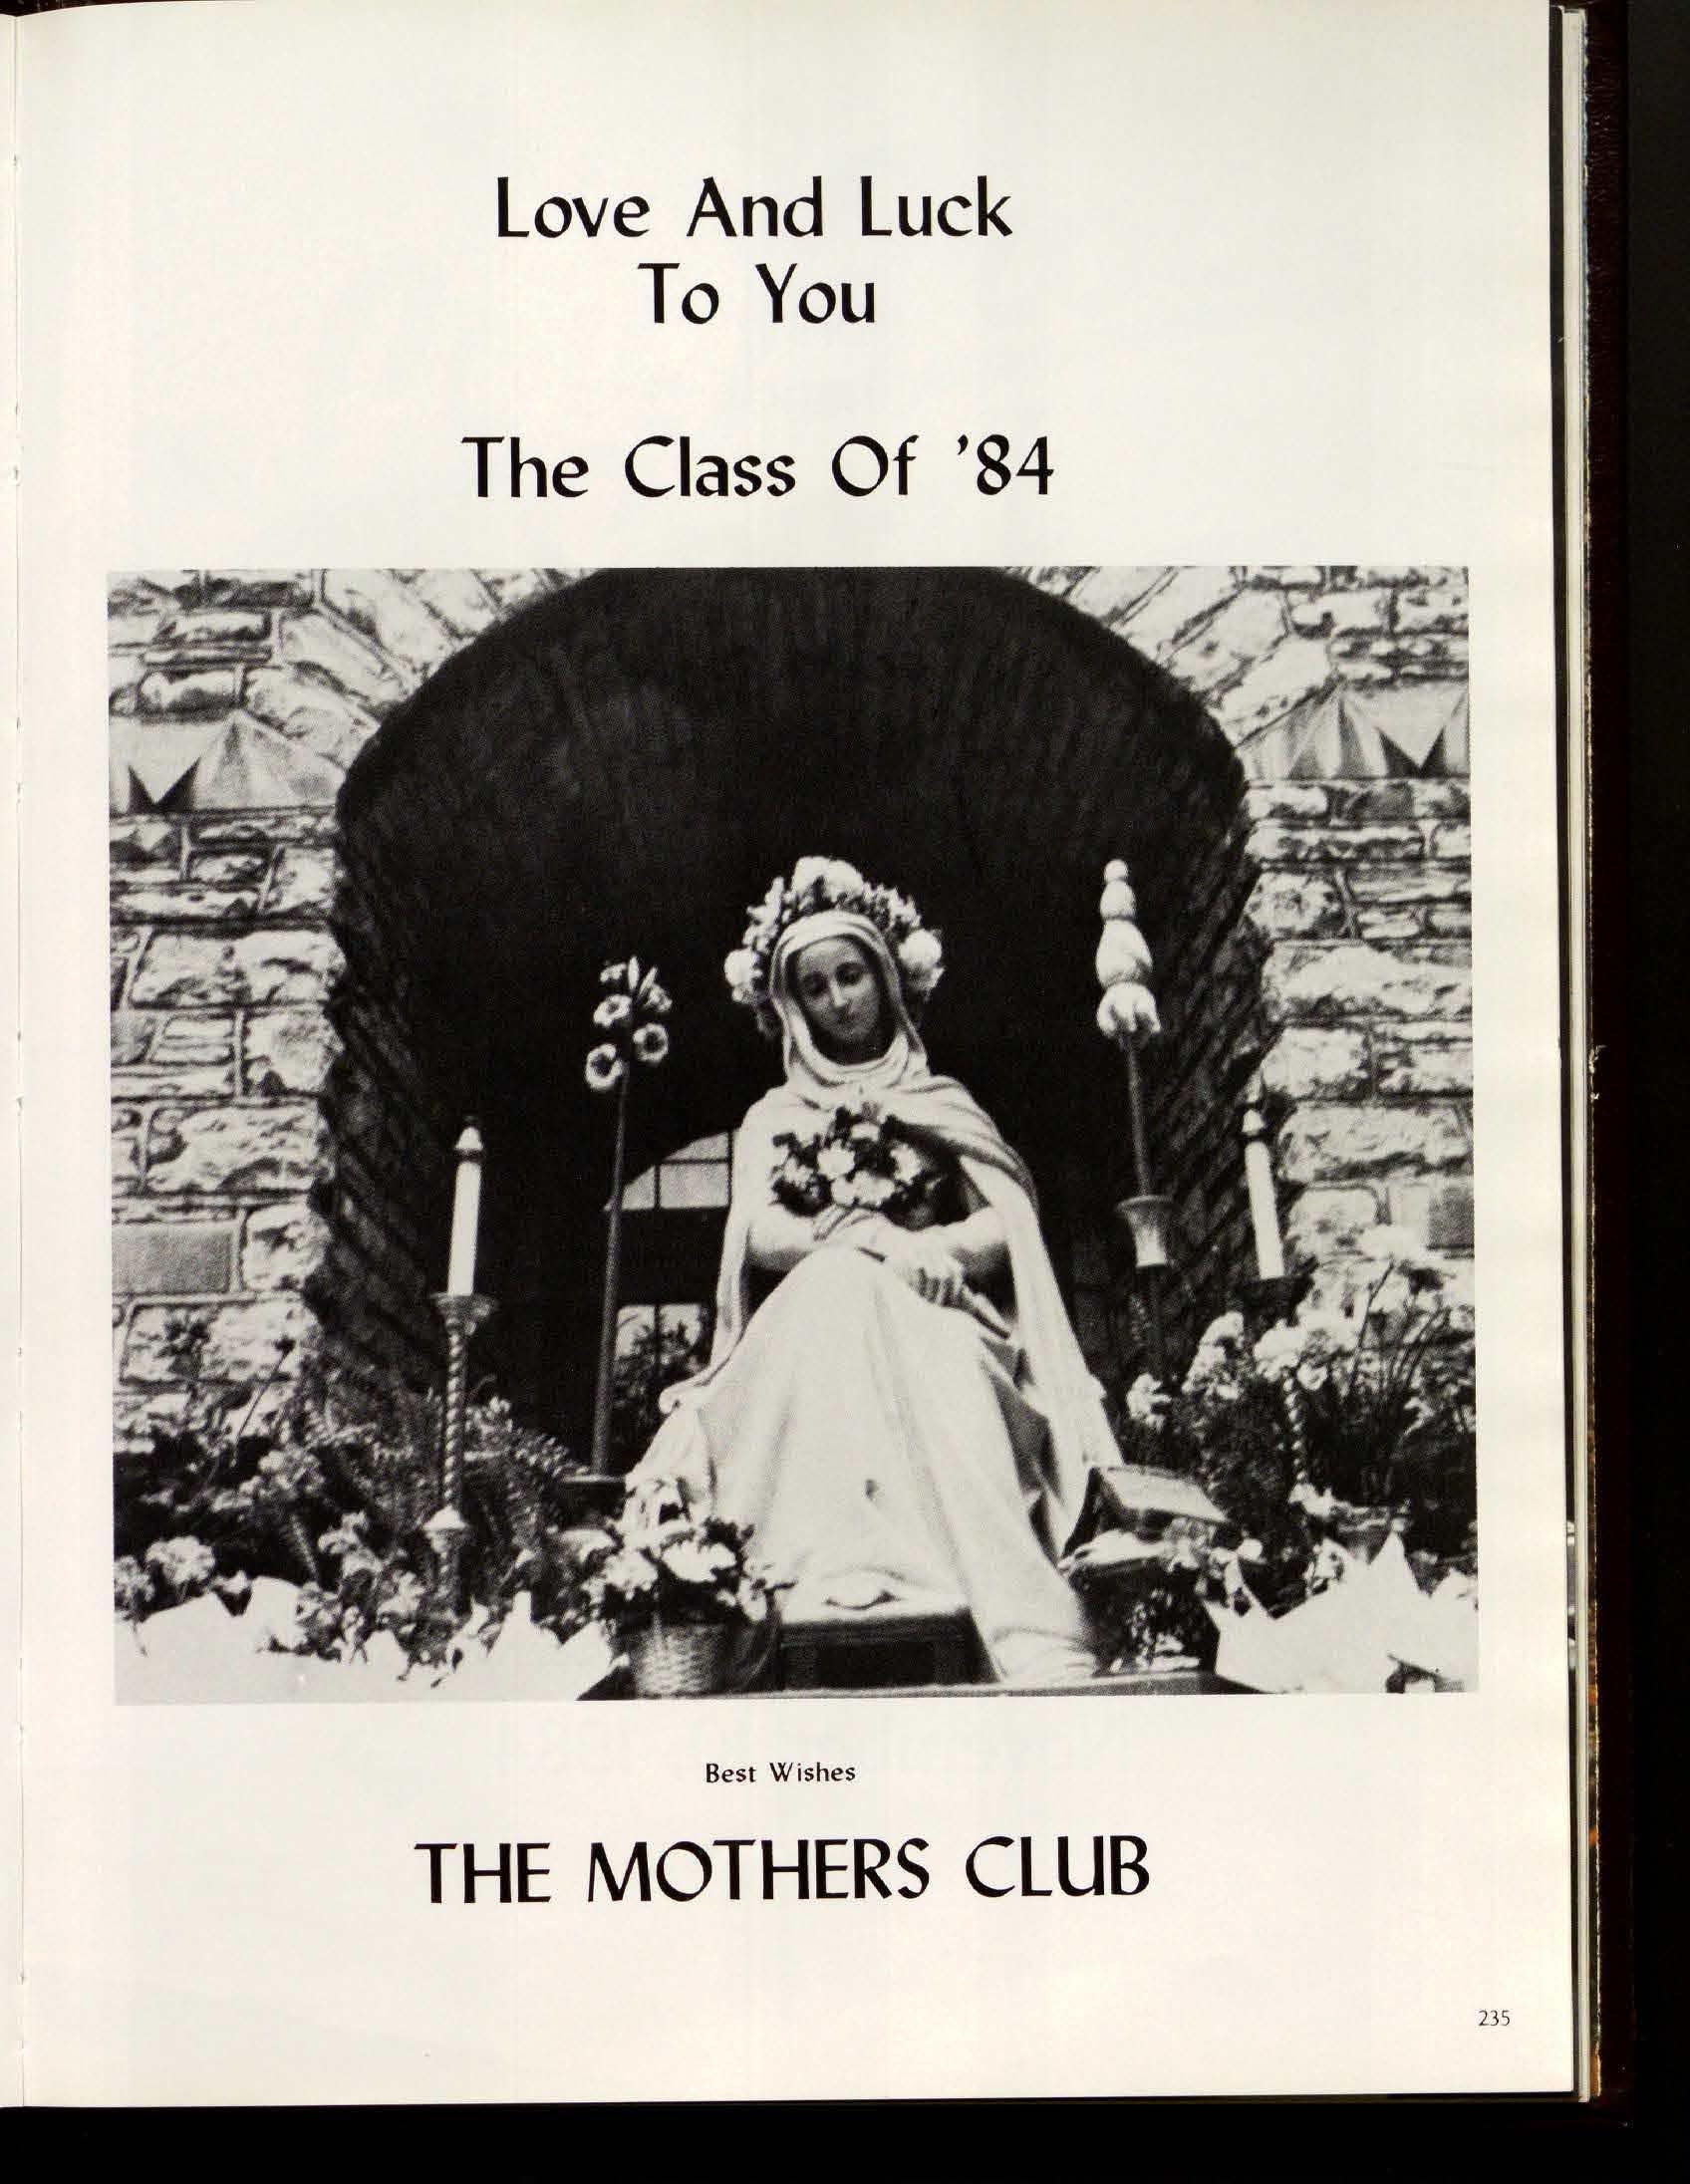 Love And Luck
To You
The Class Of '84
Best Wishes
THE MOTHERS CLUB
235